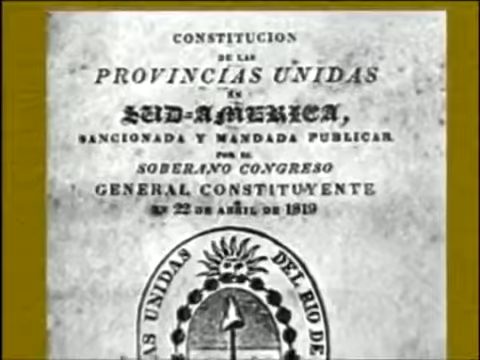 CONSTITUCION
DE LAS
PROVINCIAS UNIDAS
EN
SUD-AMERICA,
SANCIONADA Y MANDADA PUBLICAR
POR EL
SOBERANO CONGRESO
GENERAL CONSTITUYENTE
EN 22 DE ABRIL DE 1819
AS UNIDAS DEL RIO DE